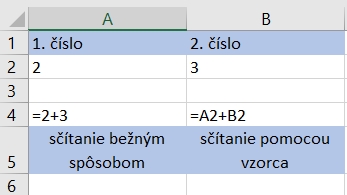 A B
1 1. číslo 2. číslo
2 2 3
3
4 =2+3 =A2+B2
sčítanie bežným sčítanie pomocou
5 spôsobom vzorca
6